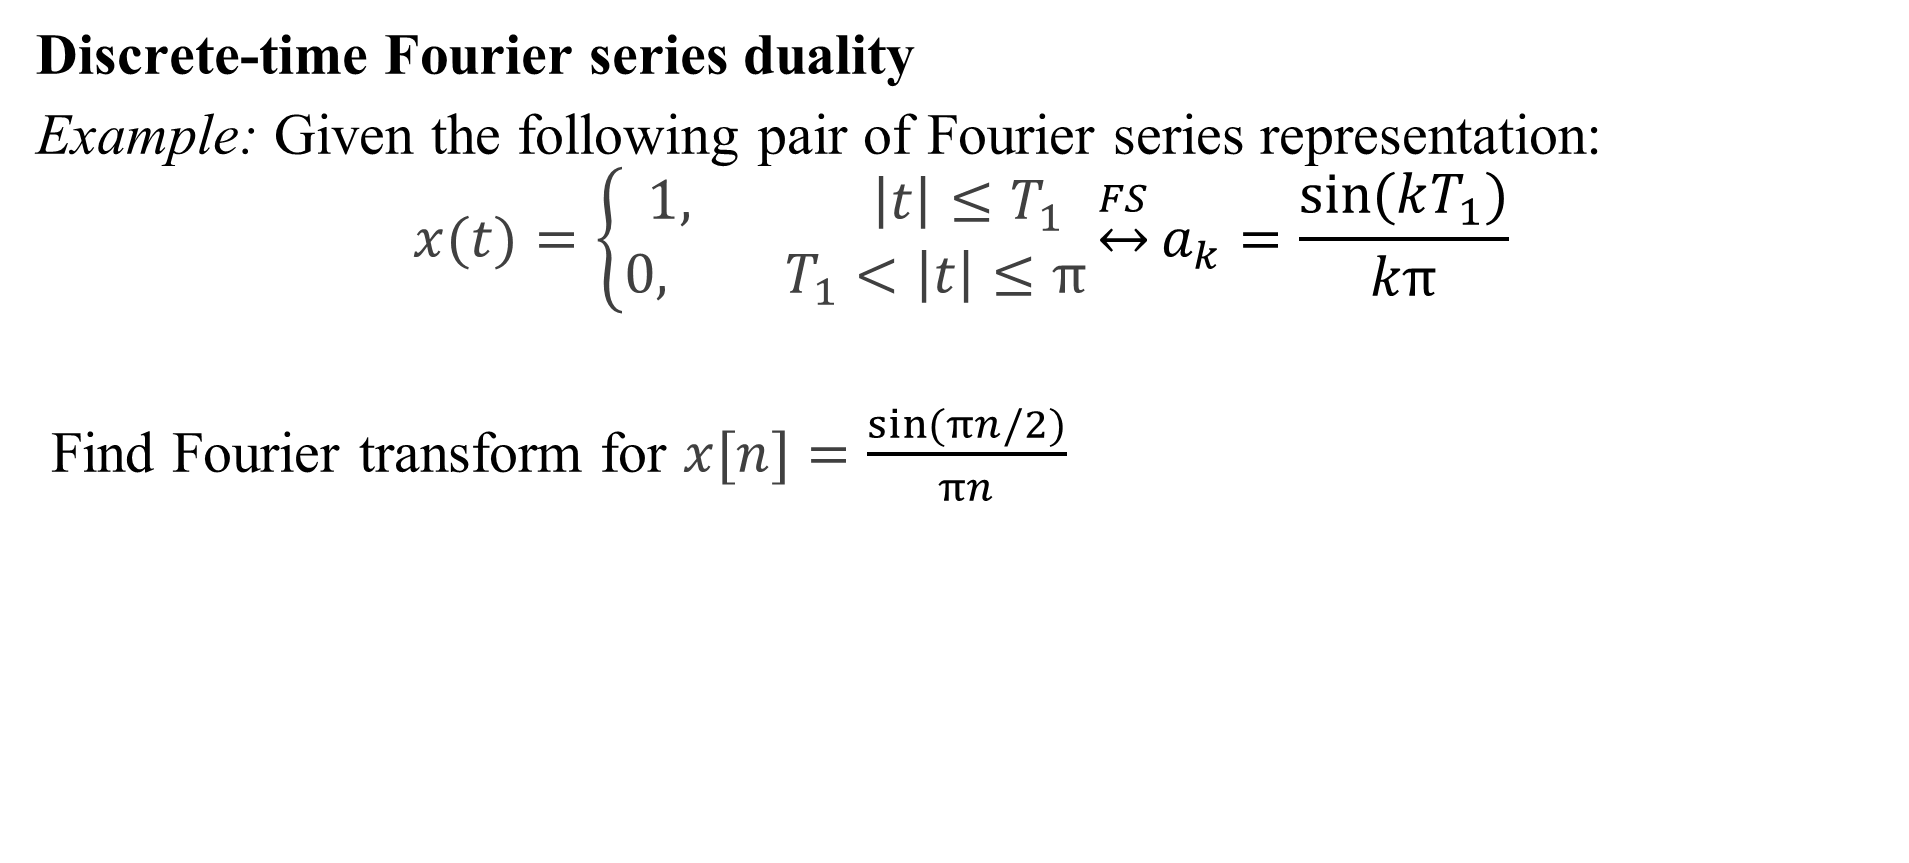 Discrete-time Fourier series duality
Example: Given the following pair of Fourier series representation:
x(t) = { 1, |t| ≤ T₁; 0, T₁ < |t| ≤ π FS ↔ aₖ = sin(kT₁) / kπ
Find Fourier transform for x[n] = sin(πn/2) / πn